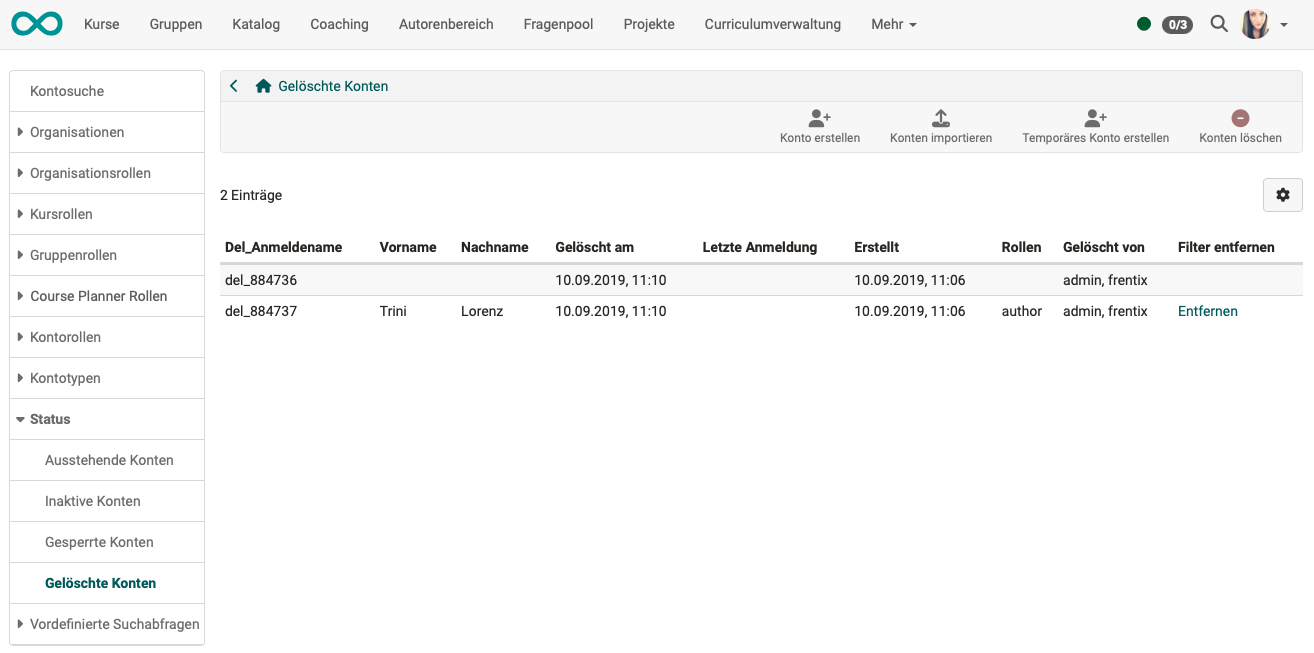 Kurse Gruppen Katalog Coaching Autorenbereich Fragenpool Projekte Curriculumverwaltung Mehr 0/3
Kontosuche
Organisationen
Organisationsrollen
Kursrollen
Gruppenrollen
Course Planner Rollen
Kontorollen
Kontotypen
Status
Ausstehende Konten
Inaktive Konten
Gesperrte Konten
Gelöschte Konten
Vordefinierte Suchabfragen
Gelöschte Konten
Konto erstellen Konten importieren Temporäres Konto erstellen Konten löschen
2 Einträge
Del_Anmeldename Vorname Nachname Gelöscht am Letzte Anmeldung Erstellt Rollen Gelöscht von Filter entfernen
del_884736 10.09.2019, 11:10 10.09.2019, 11:06 admin, frentix
del_884737 Trini Lorenz 10.09.2019, 11:10 10.09.2019, 11:06 author admin, frentix Entfernen